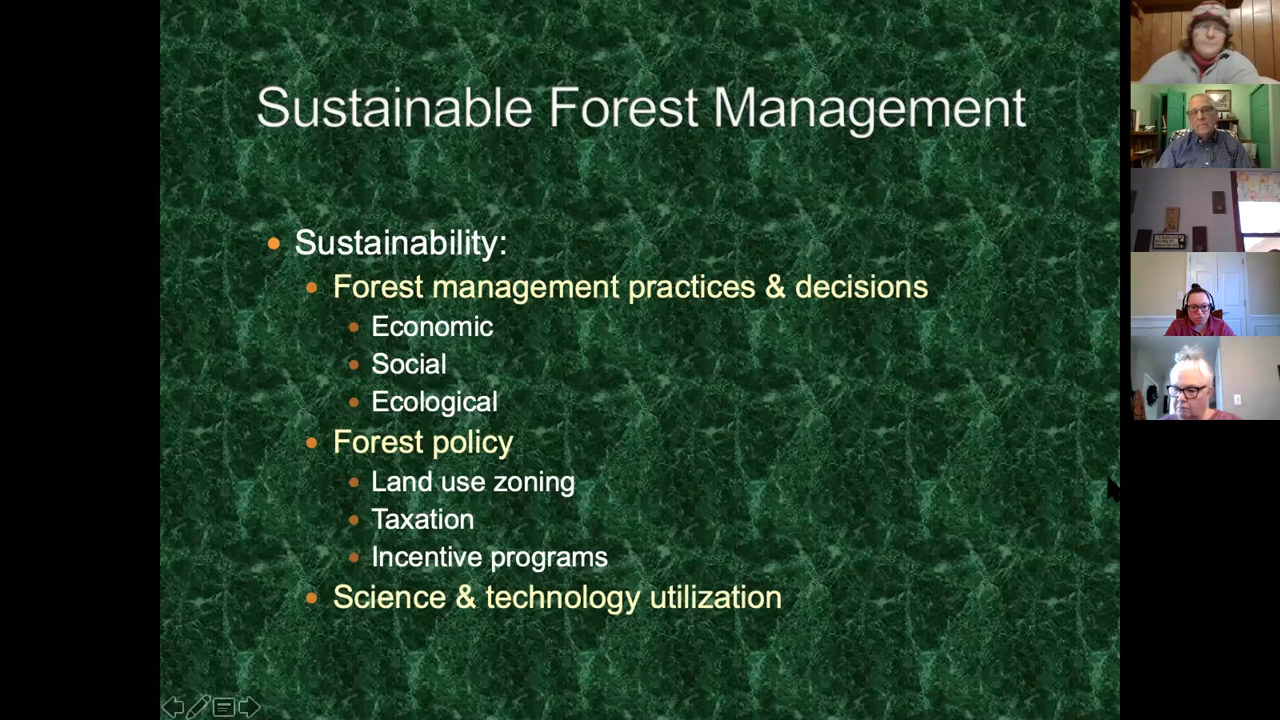 Sustainable Forest Management
Sustainability:
Forest management practices & decisions
Economic
Social
Ecological
Forest policy
Land use zoning
Taxation
Incentive programs
Science & technology utilization